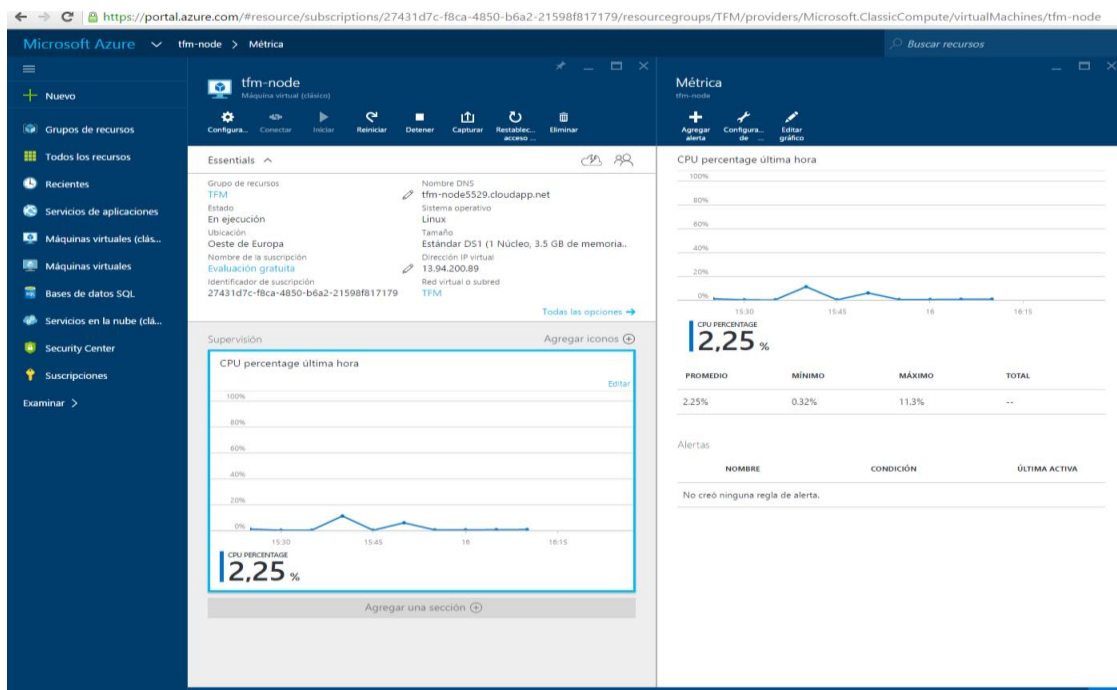 https://portal.azure.com/#resource/subscriptions/27431d7c-f8ca-4850-b6a2-21598f817179/resourcegroups/TFM/providers/Microsoft.ClassicCompute/virtualMachines/tfm-node
Microsoft Azure tfm-node > Métrica
Buscar recursos
Nuevo
Grupos de recursos
Todos los recursos
Recientes
Servicios de aplicaciones
Máquinas virtuales (clás...
Máquinas virtuales
Bases de datos SQL
Servicios en la nube (clá...
Security Center
Suscripciones
Examinar >
tfm-node
Máquina virtual (clásico)
Configura... Conectar Iniciar Reiniciar Detener Capturar Restablec... acceso ... Eliminar
Essentials
Grupo de recursos
TFM
Estado
En ejecución
Ubicación
Oeste de Europa
Nombre de la suscripción
Evaluación gratuita
Identificador de suscripción
27431d7c-f8ca-4850-b6a2-21598f817179
Nombre DNS
tfm-node5529.cloudapp.net
Sistema operativo
Linux
Tamaño
Estándar DS1 (1 Núcleo, 3.5 GB de memoria..
Dirección IP virtual
13.94.200.89
Red virtual o subred
TFM
Todas las opciones →
Supervisión Agregar iconos
CPU percentage última hora
Editar
100%
80%
60%
40%
20%
0%
15:30 15:45 16 16:15
CPU PERCENTAGE
2,25 %
Agregar una sección
Métrica
tfm-node
Agregar alerta Configura... de ... Editar gráfico
CPU percentage última hora
100%
80%
60%
40%
20%
0%
15:30 15:45 16 16:15
CPU PERCENTAGE
2,25 %
PROMEDIO MÍNIMO MÁXIMO TOTAL
2.25% 0.32% 11.3% --
Alertas
NOMBRE CONDICIÓN ÚLTIMA ACTIVA
No creó ninguna regla de alerta.